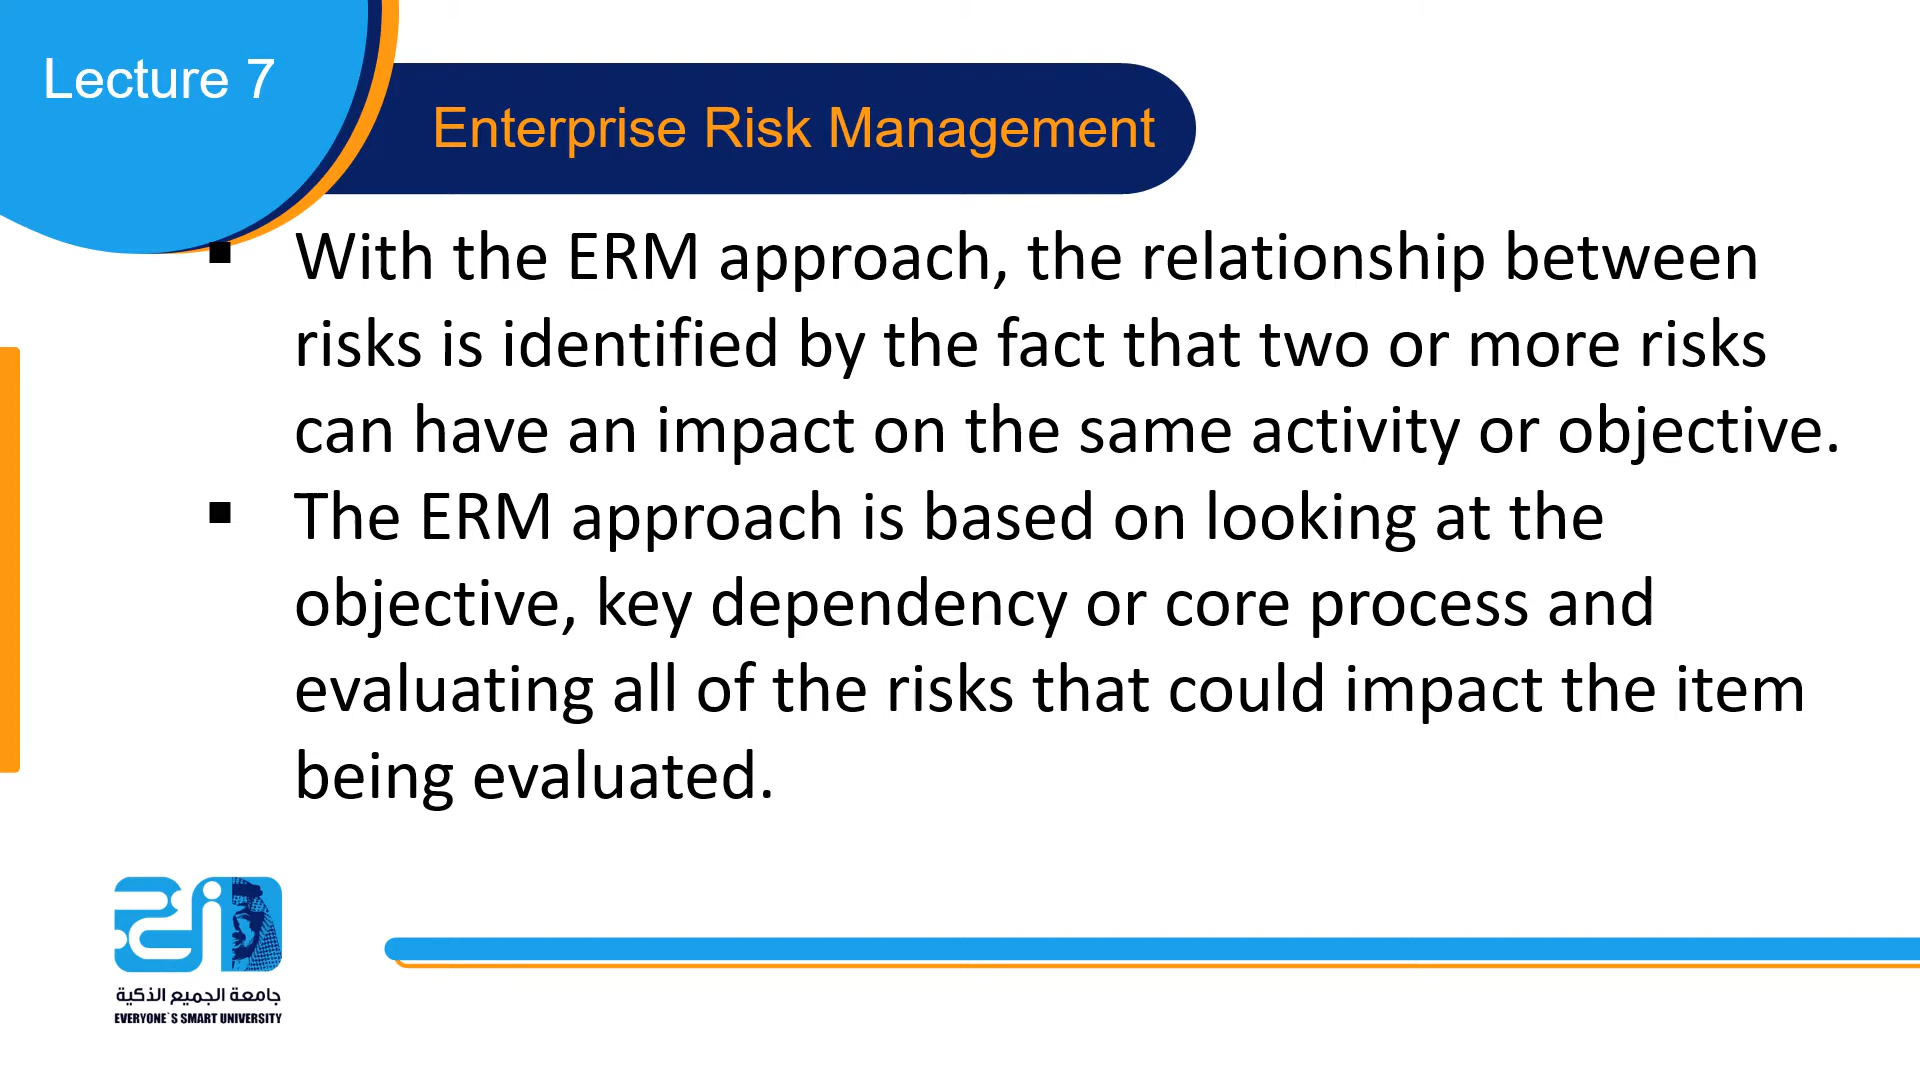 Lecture 7
Enterprise Risk Management
▪ With the ERM approach, the relationship between
risks is identified by the fact that two or more risks
can have an impact on the same activity or objective.
▪ The ERM approach is based on looking at the
objective, key dependency or core process and
evaluating all of the risks that could impact the item
being evaluated.
جامعة الجميع الذكية
EVERYONE`S SMART UNIVERSITY